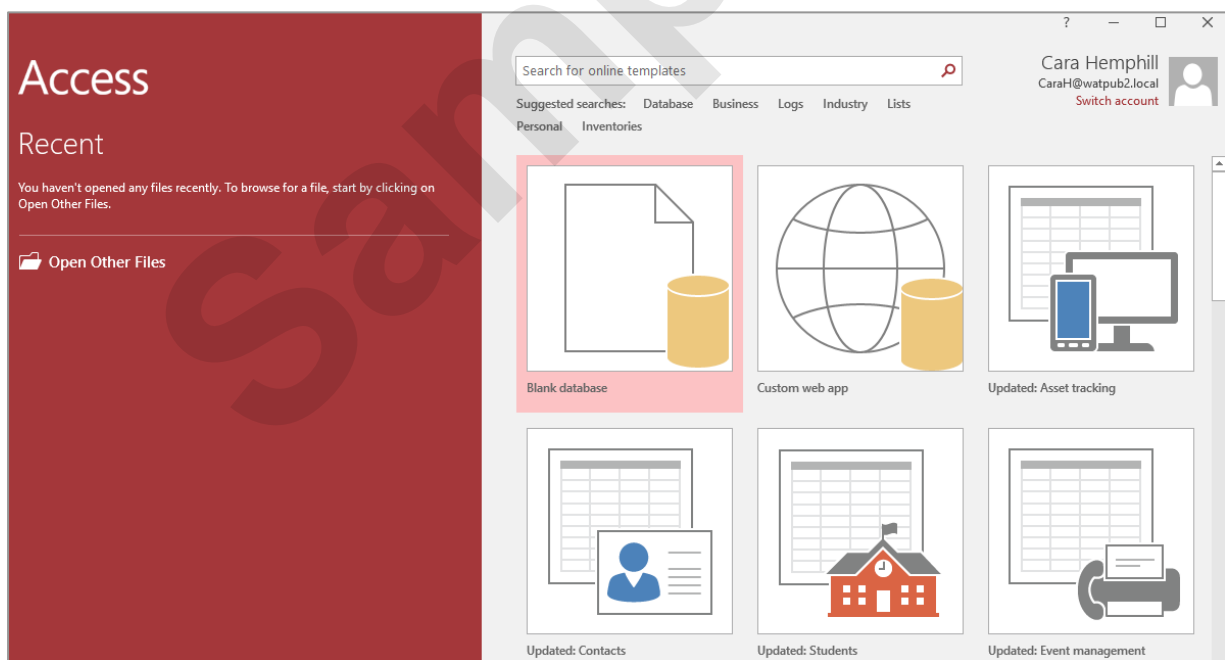 Access
Recent
You haven't opened any files recently. To browse for a file, start by clicking on
Open Other Files.
Open Other Files
?
Search for online templates
Suggested searches: Database Business Logs Industry Lists
Personal Inventories
Cara Hemphill
CaraH@watpub2.local
Switch account
Blank database
Custom web app
Updated: Asset tracking
Updated: Contacts
Updated: Students
Updated: Event management
Samp